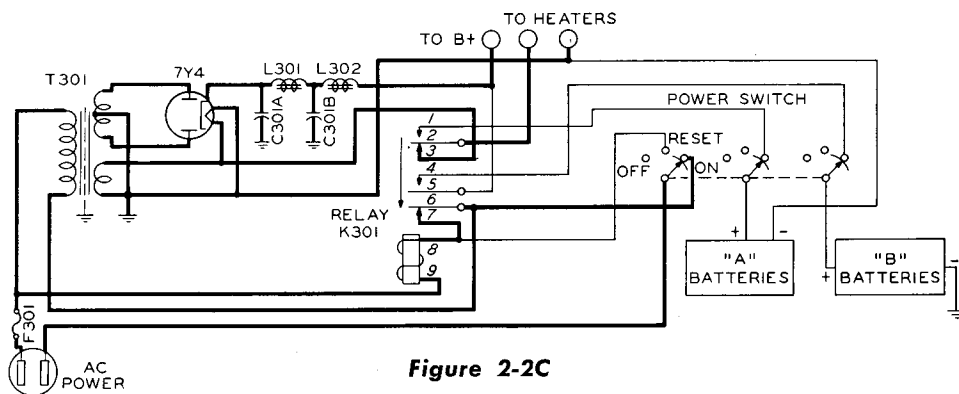 TO HEATERS
TO B+
T301
7Y4
L301
L302
C301A
C301B
POWER SWITCH
1
2
3
4
5
6
7
8
9
RELAY
K301
RESET
OFF
ON
+
-
"A"
BATTERIES
+
"B"
BATTERIES
-
F301
AC
POWER
Figure 2-2C